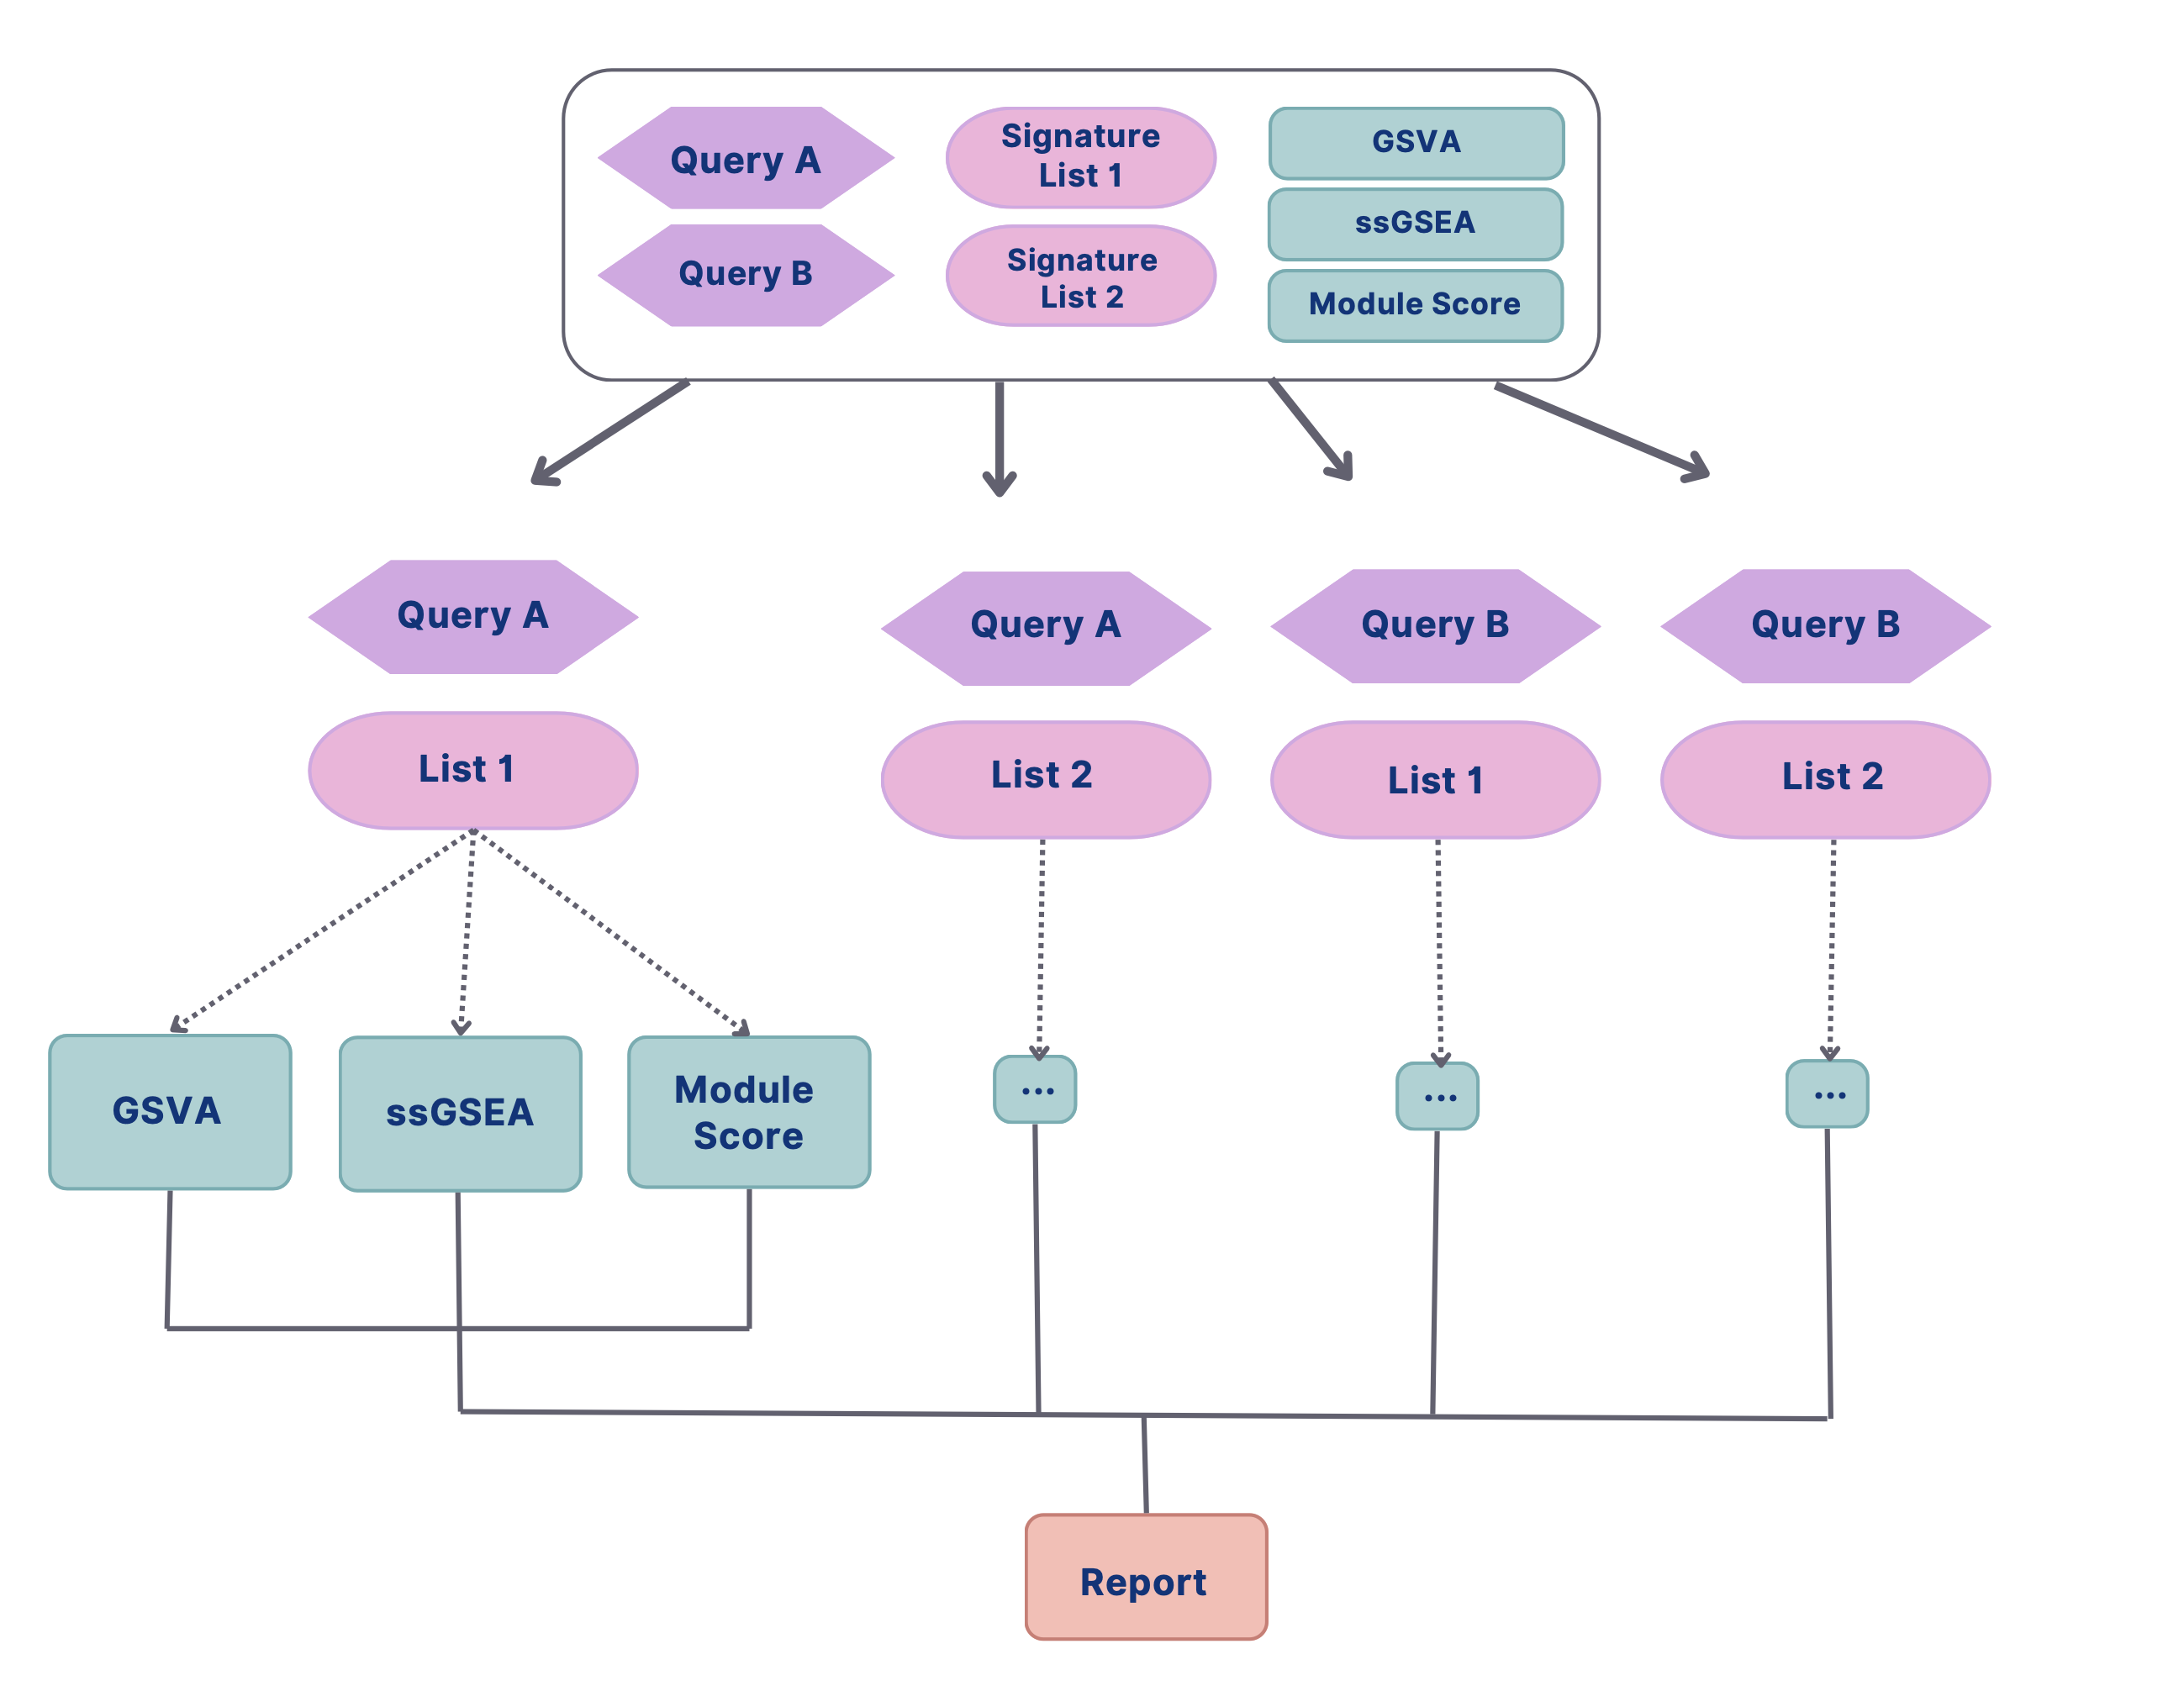 Query A
Query B
Signature
List 1
Signature
List 2
GSVA
ssGSEA
Module Score
Query A
Query A
Query B
Query B
List 1
List 2
List 1
List 2
GSVA
ssGSEA
Module
Score
...
...
...
Report